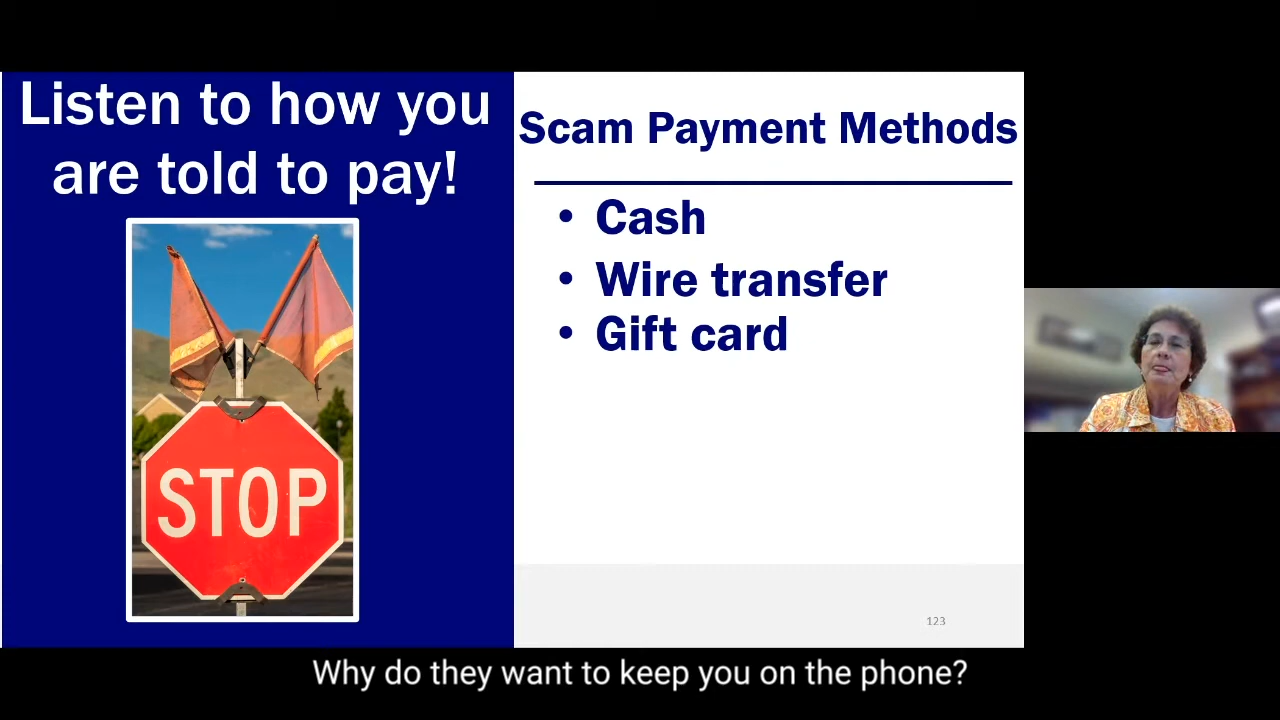 Listen to how you
are told to pay!
STOP
Scam Payment Methods
• Cash
• Wire transfer
• Gift card
123
Why do they want to keep you on the phone?